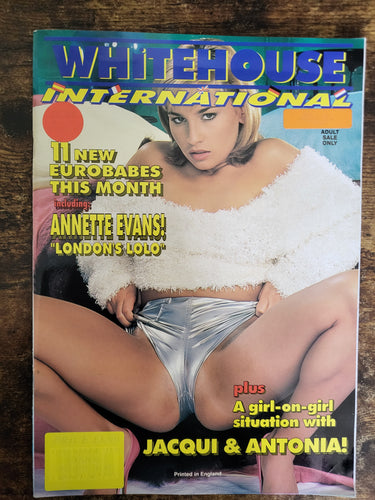 WHITEHOUSE
INTERNATIONAL
ADULT
SALE
ONLY
11 NEW
EUROBABES
THIS MONTH
including:
ANNETTE EVANS!
"LONDON'S LOLO"
plus
A girl-on-girl
situation with
JACQUI & ANTONIA!
Printed in England